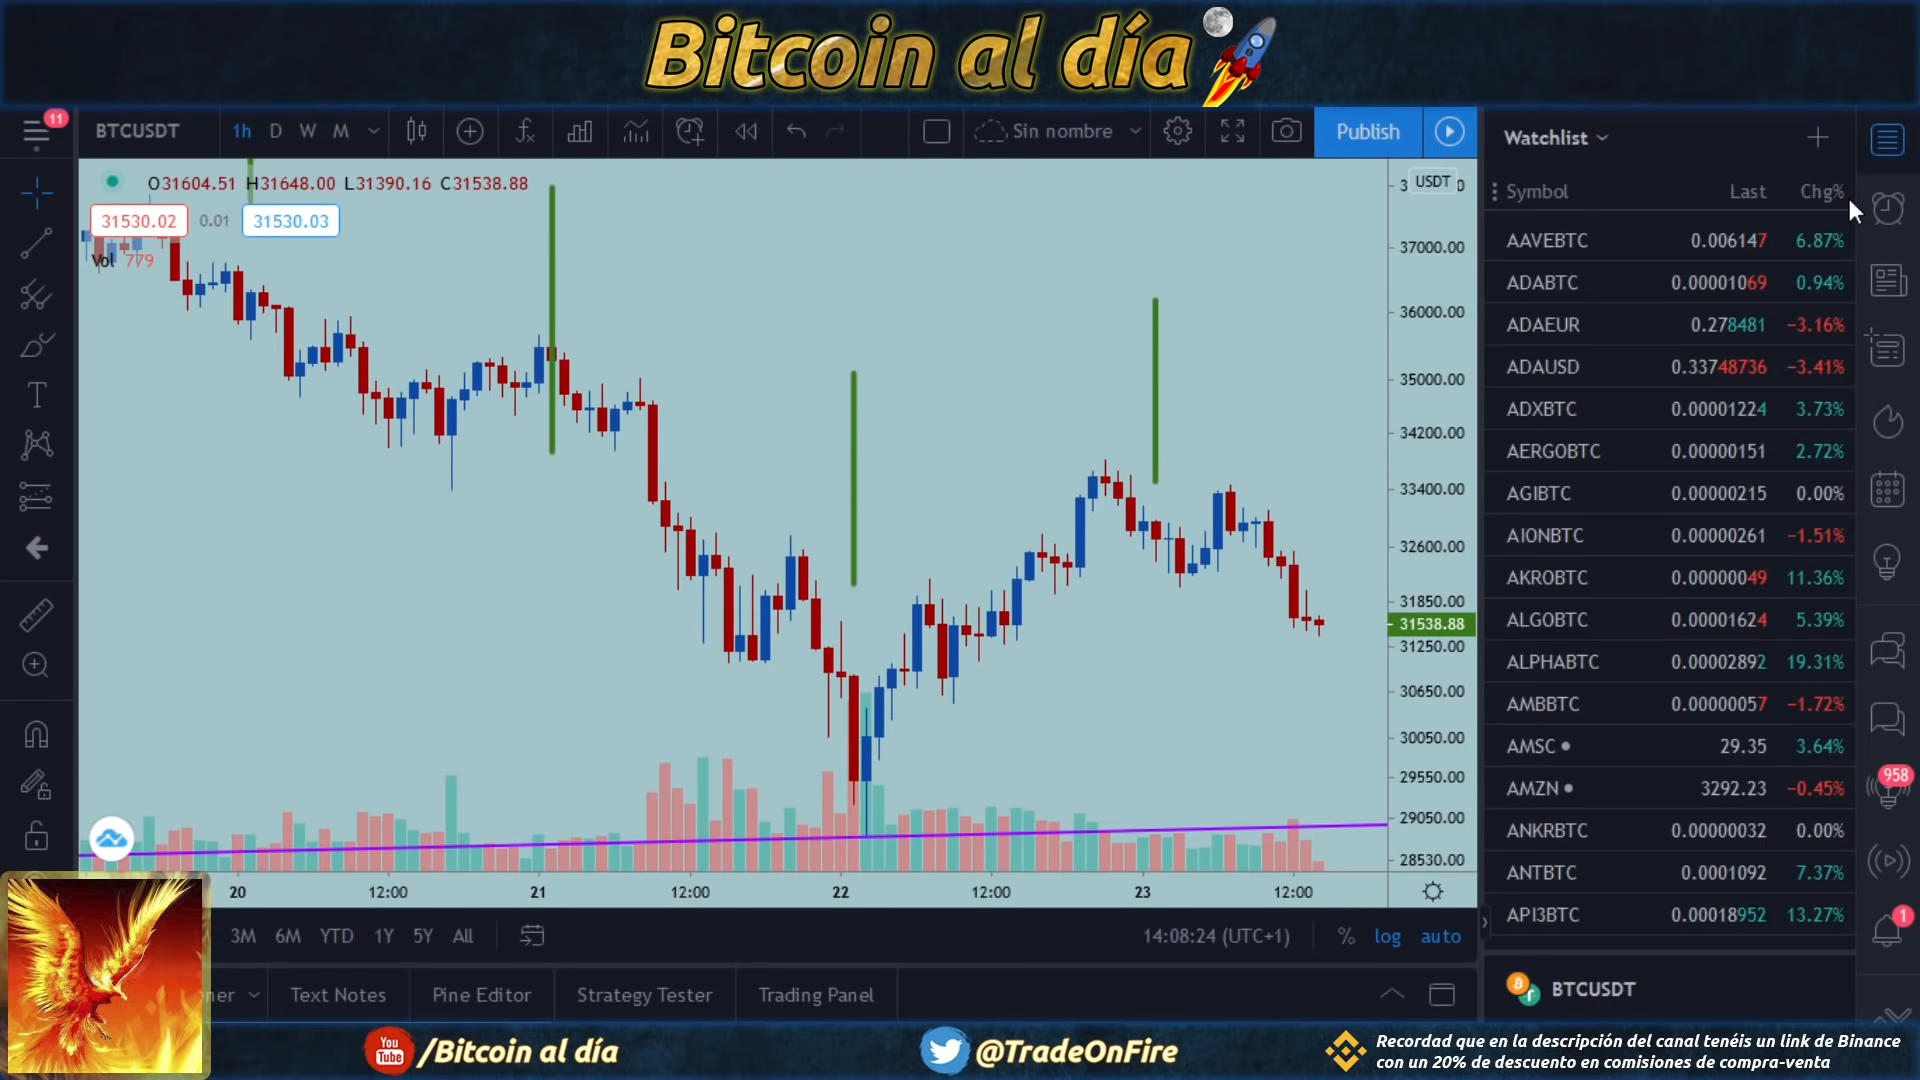 Bitcoin al día
11
BTCUSDT
1h D W M
Sin nombre
Publish
O31604.51 H31648.00 L31390.16 C31538.88
31530.02 0.01 31530.03
Vol 779
USDT
37000.00
36000.00
35000.00
34200.00
33400.00
32600.00
31850.00
31538.88
31250.00
30650.00
30050.00
29550.00
29050.00
28530.00
20 12:00 21 12:00 22 12:00 23 12:00
3M 6M YTD 1Y 5Y All
14:08:24 (UTC+1) % log auto
ner Text Notes Pine Editor Strategy Tester Trading Panel
Watchlist
Symbol Last Chg%
AAVEBTC 0.006147 6.87%
ADABTC 0.00001069 0.94%
ADAEUR 0.278481 −3.16%
ADAUSD 0.33748736 −3.41%
ADXBTC 0.00001224 3.73%
AERGOBTC 0.00000151 2.72%
AGIBTC 0.00000215 0.00%
AIONBTC 0.00000261 −1.51%
AKROBTC 0.00000049 11.36%
ALGOBTC 0.00001624 5.39%
ALPHABTC 0.00002892 19.31%
AMBBTC 0.00000057 −1.72%
AMSC 29.35 3.64%
AMZN 3292.23 −0.45%
ANKRBTC 0.00000032 0.00%
ANTBTC 0.0001092 7.37%
API3BTC 0.00018952 13.27%
BTCUSDT
958
1
You
Tube
/Bitcoin al día
@TradeOnFire
Recordad que en la descripción del canal tenéis un link de Binance
con un 20% de descuento en comisiones de compra-venta